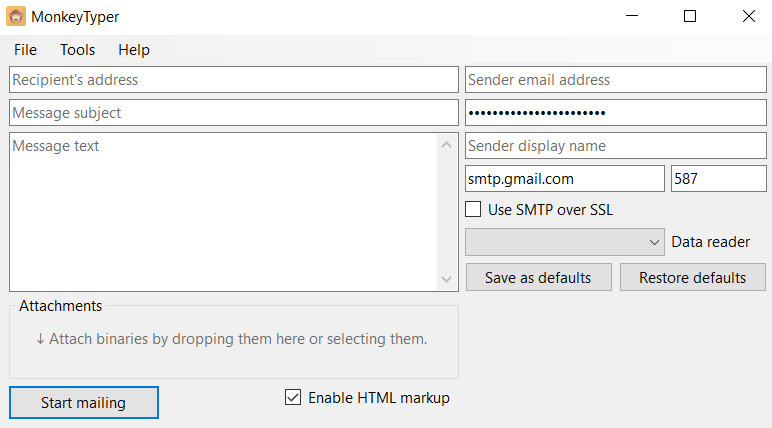 MonkeyTyper
File Tools Help
Recipient's address
Message subject
Message text
Sender email address
•••••••••••••••••••••••
Sender display name
smtp.gmail.com
587
Use SMTP over SSL
Data reader
Save as defaults
Restore defaults
Attachments
↓ Attach binaries by dropping them here or selecting them.
Start mailing
Enable HTML markup